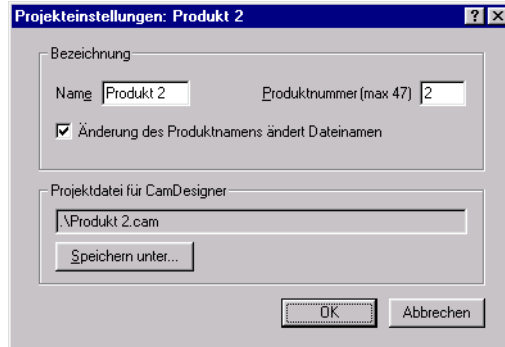 Projekteinstellungen: Produkt 2
Bezeichnung
Name Produkt 2 Produktnummer (max 47) 2
Änderung des Produktnamens ändert Dateinamen
Projektdatei für CamDesigner
.\Produkt 2.cam
Speichern unter...
OK Abbrechen